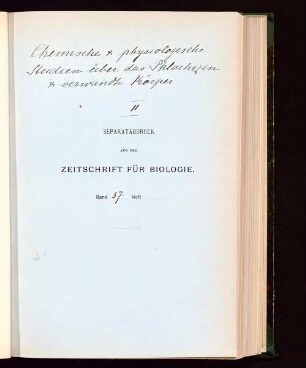 Chemische & physiologische
Studien über das Phlorhizin
& verwandte Körper
II
SEPARATABDRUCK
AUS DER
ZEITSCHRIFT FÜR BIOLOGIE.
Band 37 Heft